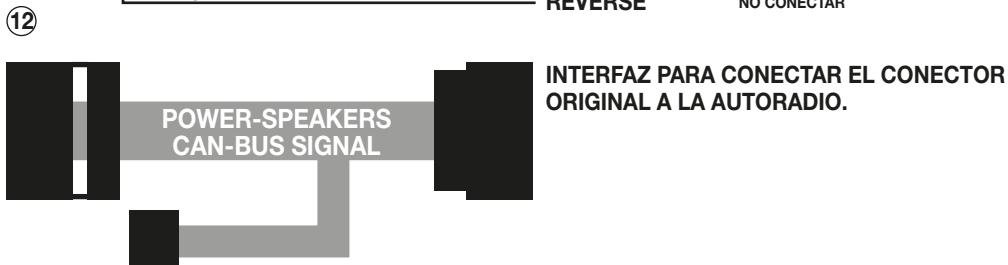 REVERSE NO CONECTAR
12
INTERFAZ PARA CONECTAR EL CONECTOR
ORIGINAL A LA AUTORADIO.
POWER-SPEAKERS
CAN-BUS SIGNAL